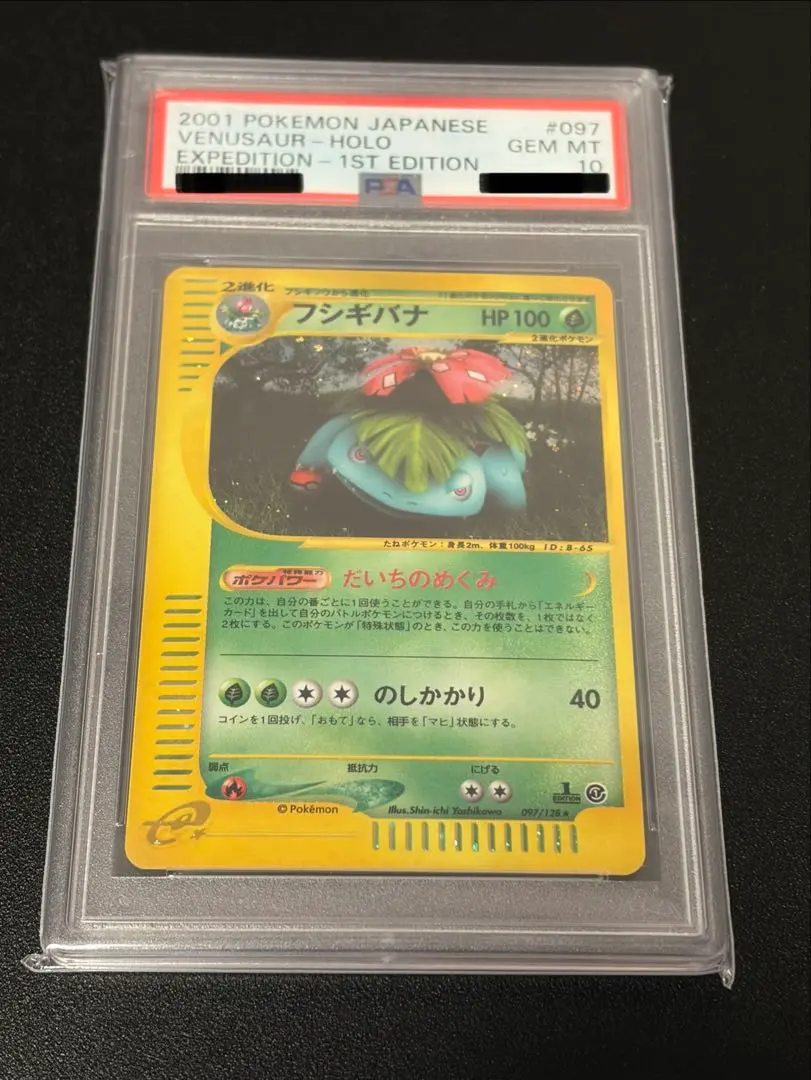 2001 POKEMON JAPANESE #097
VENUSAUR - HOLO GEM MT
EXPEDITION - 1ST EDITION 10
PSA
2進化 フシギソウから進化
フシギバナ HP100
2進化ポケモン
たねポケモン:身長2m、体重100kg ID:B-65
特殊能力
ポケパワー だいちのめぐみ
この力は、自分の番ごとに1回使うことができる。自分の手札から「エネルギー
カード」を出して自分のバトルポケモンにつけるとき、その枚数を、1枚ではなく
2枚にする。このポケモンが「特殊状態」のとき、この力を使うことはできない。
のしかかり 40
コインを1回投げ、「おもて」なら、相手を「マヒ」状態にする。
弱点 抵抗力 にげる
1 EDITION
© Pokémon Illus.Shin-ichi Yoshikawa 097/128★
e